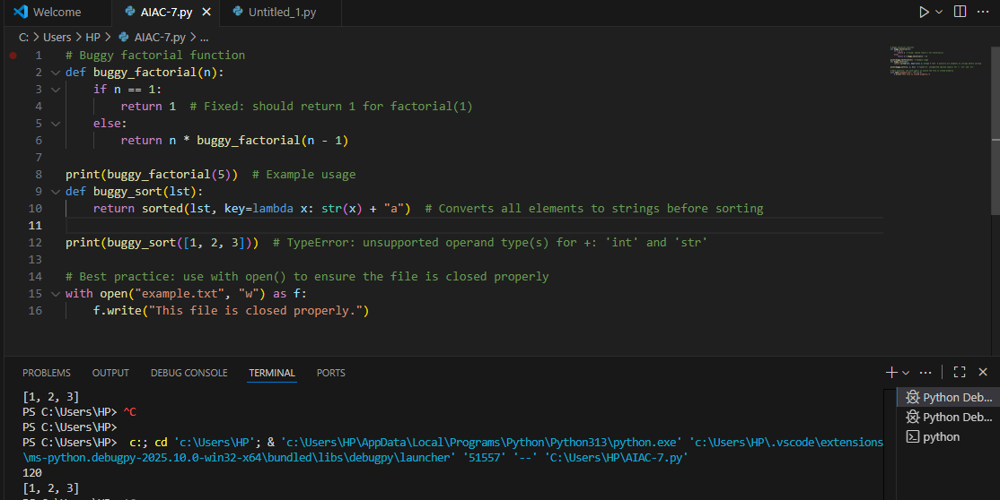 Welcome
AIAC-7.py
Untitled_1.py
C: > Users > HP > AIAC-7.py > ...
1 # Buggy factorial function
2 def buggy_factorial(n):
3     if n == 1:
4         return 1  # Fixed: should return 1 for factorial(1)
5     else:
6         return n * buggy_factorial(n - 1)
7
8 print(buggy_factorial(5))  # Example usage
9 def buggy_sort(lst):
10     return sorted(lst, key=lambda x: str(x) + "a")  # Converts all elements to strings before sorting
11
12 print(buggy_sort([1, 2, 3]))  # TypeError: unsupported operand type(s) for +: 'int' and 'str'
13
14 # Best practice: use with open() to ensure the file is closed properly
15 with open("example.txt", "w") as f:
16     f.write("This file is closed properly.")
PROBLEMS OUTPUT DEBUG CONSOLE TERMINAL PORTS
[1, 2, 3]
PS C:\Users\HP> ^C
PS C:\Users\HP>
PS C:\Users\HP>  c:; cd 'c:\Users\HP'; & 'c:\Users\HP\AppData\Local\Programs\Python\Python313\python.exe' 'c:\Users\HP\.vscode\extensions
\ms-python.debugpy-2025.10.0-win32-x64\bundled\libs\debugpy\launcher' '51557' '--' 'C:\Users\HP\AIAC-7.py'
120
[1, 2, 3]
Python Deb...
Python Deb...
python